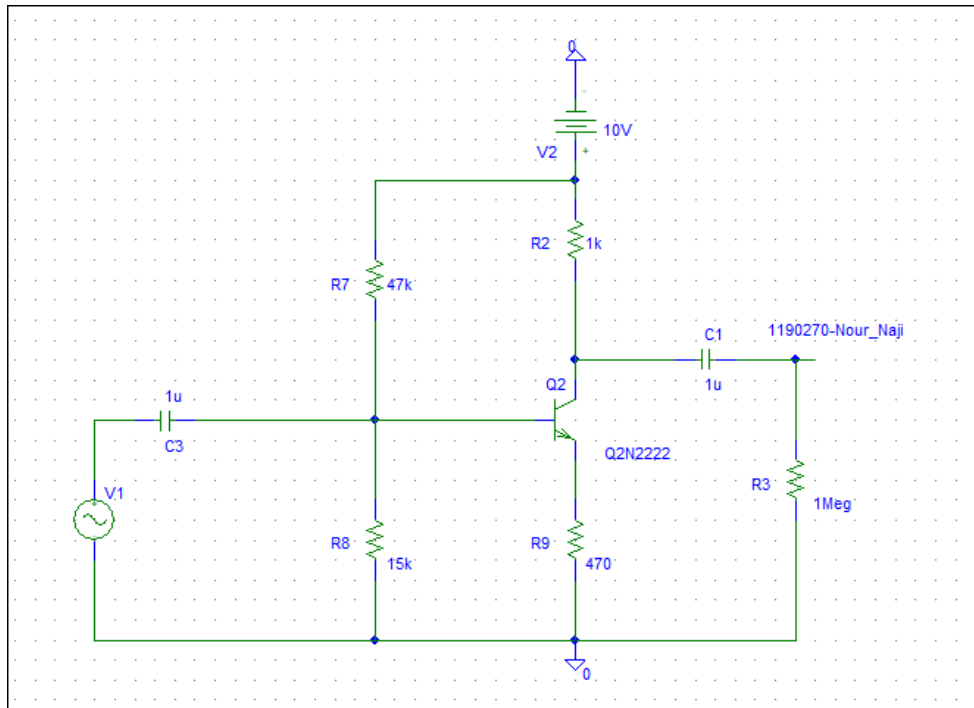 0
10V
V2
+
R2
1k
R7
47k
1190270-Nour_Naji
C1
1u
Q2
1u
C3
Q2N2222
R3
1Meg
V1
R8
15k
R9
470
0